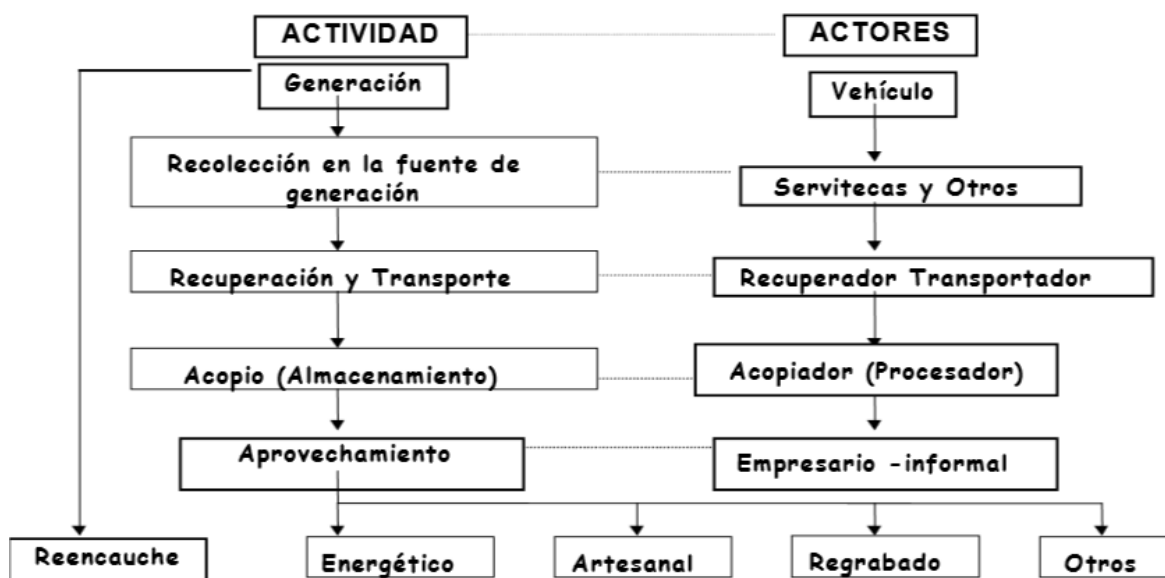 ACTIVIDAD
ACTORES
Generación
Vehículo
Recolección en la fuente de
generación
Servitecas y Otros
Recuperación y Transporte
Recuperador Transportador
Acopio (Almacenamiento)
Acopiador (Procesador)
Aprovechamiento
Empresario -informal
Reencauche
Energético
Artesanal
Regrabado
Otros